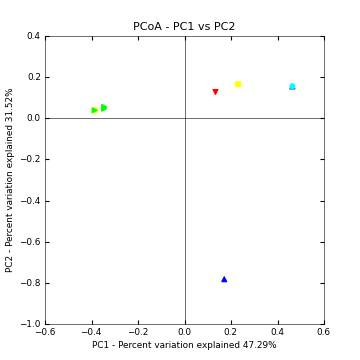 PCoA - PC1 vs PC2
0.4
0.2
0.0
−0.2
−0.4
−0.6
−0.8
−1.0
PC2 - Percent variation explained 31.52%
−0.6 −0.4 −0.2 0.0 0.2 0.4 0.6
PC1 - Percent variation explained 47.29%